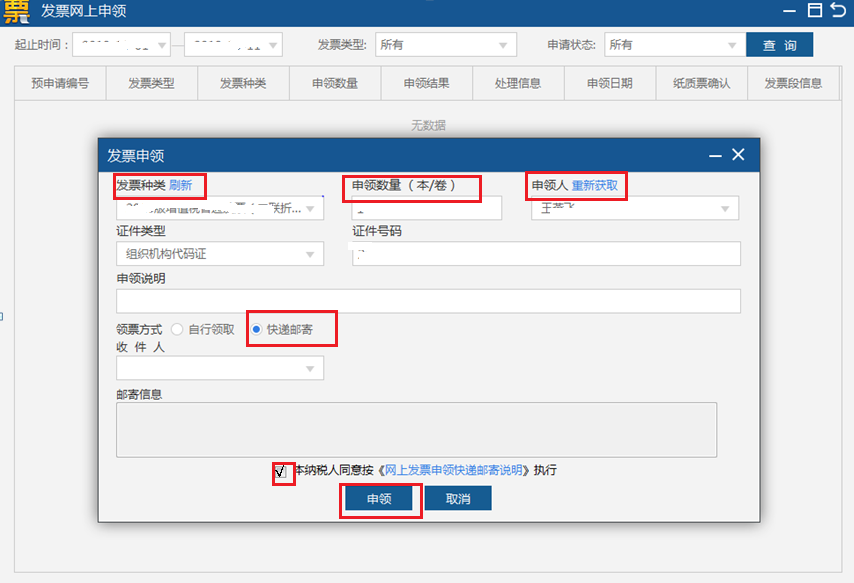 票 发票网上申领
起止时间: 发票类型: 所有 申请状态: 所有 查 询
预申请编号 发票类型 发票种类 申领数量 申领结果 处理信息 申领日期 纸质票确认 发票段信息
无数据
发票申领
发票种类 刷新 申领数量（本/卷） 申领人 重新获取
证件类型 证件号码
组织机构代码证
申领说明
领票方式 自行领取 快递邮寄
收 件 人
邮寄信息
本纳税人同意按《网上发票申领快递邮寄说明》执行
申领 取消